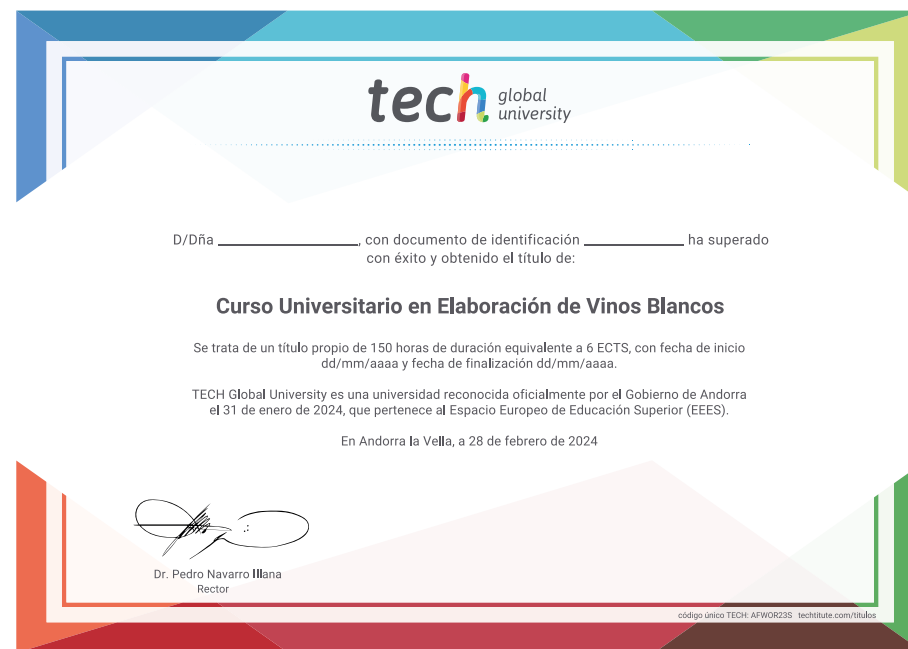 tech global
university
D/Dña ____________________, con documento de identificación ______________ ha superado
con éxito y obtenido el título de:
Curso Universitario en Elaboración de Vinos Blancos
Se trata de un título propio de 150 horas de duración equivalente a 6 ECTS, con fecha de inicio
dd/mm/aaaa y fecha de finalización dd/mm/aaaa.
TECH Global University es una universidad reconocida oficialmente por el Gobierno de Andorra
el 31 de enero de 2024, que pertenece al Espacio Europeo de Educación Superior (EEES).
En Andorra la Vella, a 28 de febrero de 2024
Dr. Pedro Navarro Illana
Rector
código único TECH: AFWOR23S techtitute.com/titulos